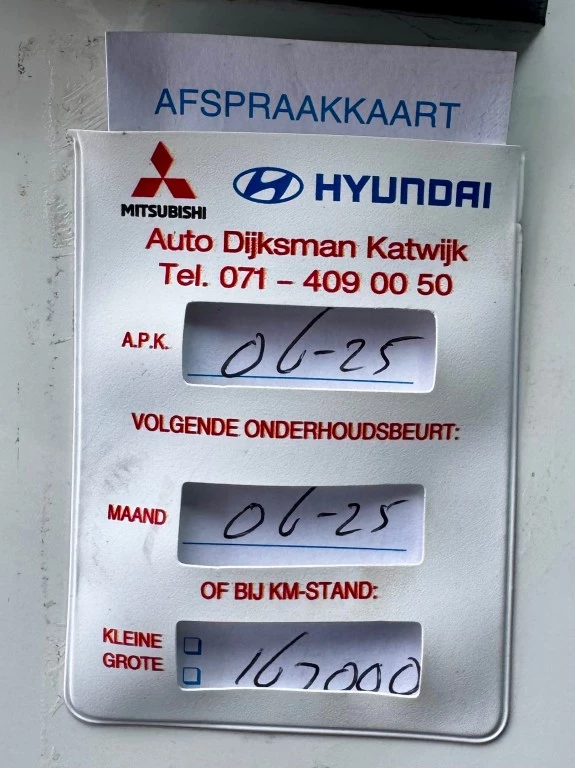 AFSPRAAKKAART
MITSUBISHI
HYUNDAI
Auto Dijksman Katwijk
Tel. 071 - 409 00 50
A.P.K. 06-25
VOLGENDE ONDERHOUDSBEURT:
MAAND 06-25
OF BIJ KM-STAND:
KLEINE
GROTE 167000